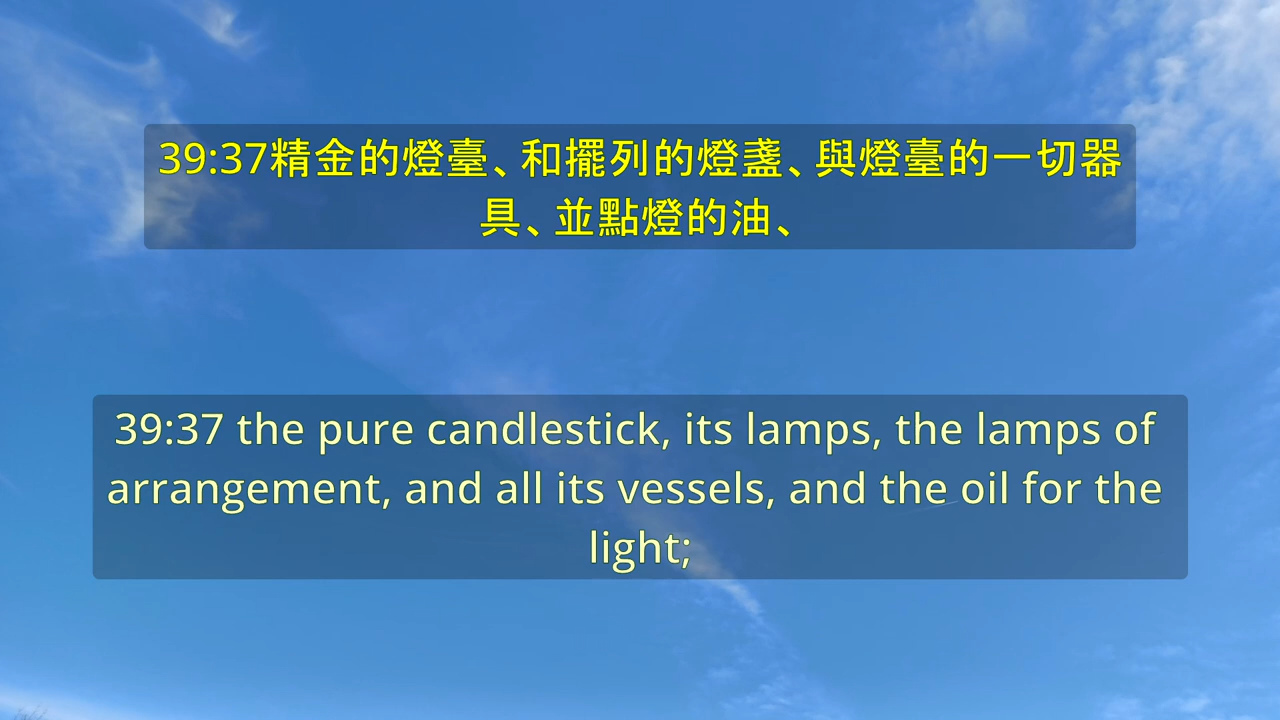 39:37精金的燈臺、和擺列的燈盞、與燈臺的一切器
具、並點燈的油、
39:37 the pure candlestick, its lamps, the lamps of
arrangement, and all its vessels, and the oil for the
light;